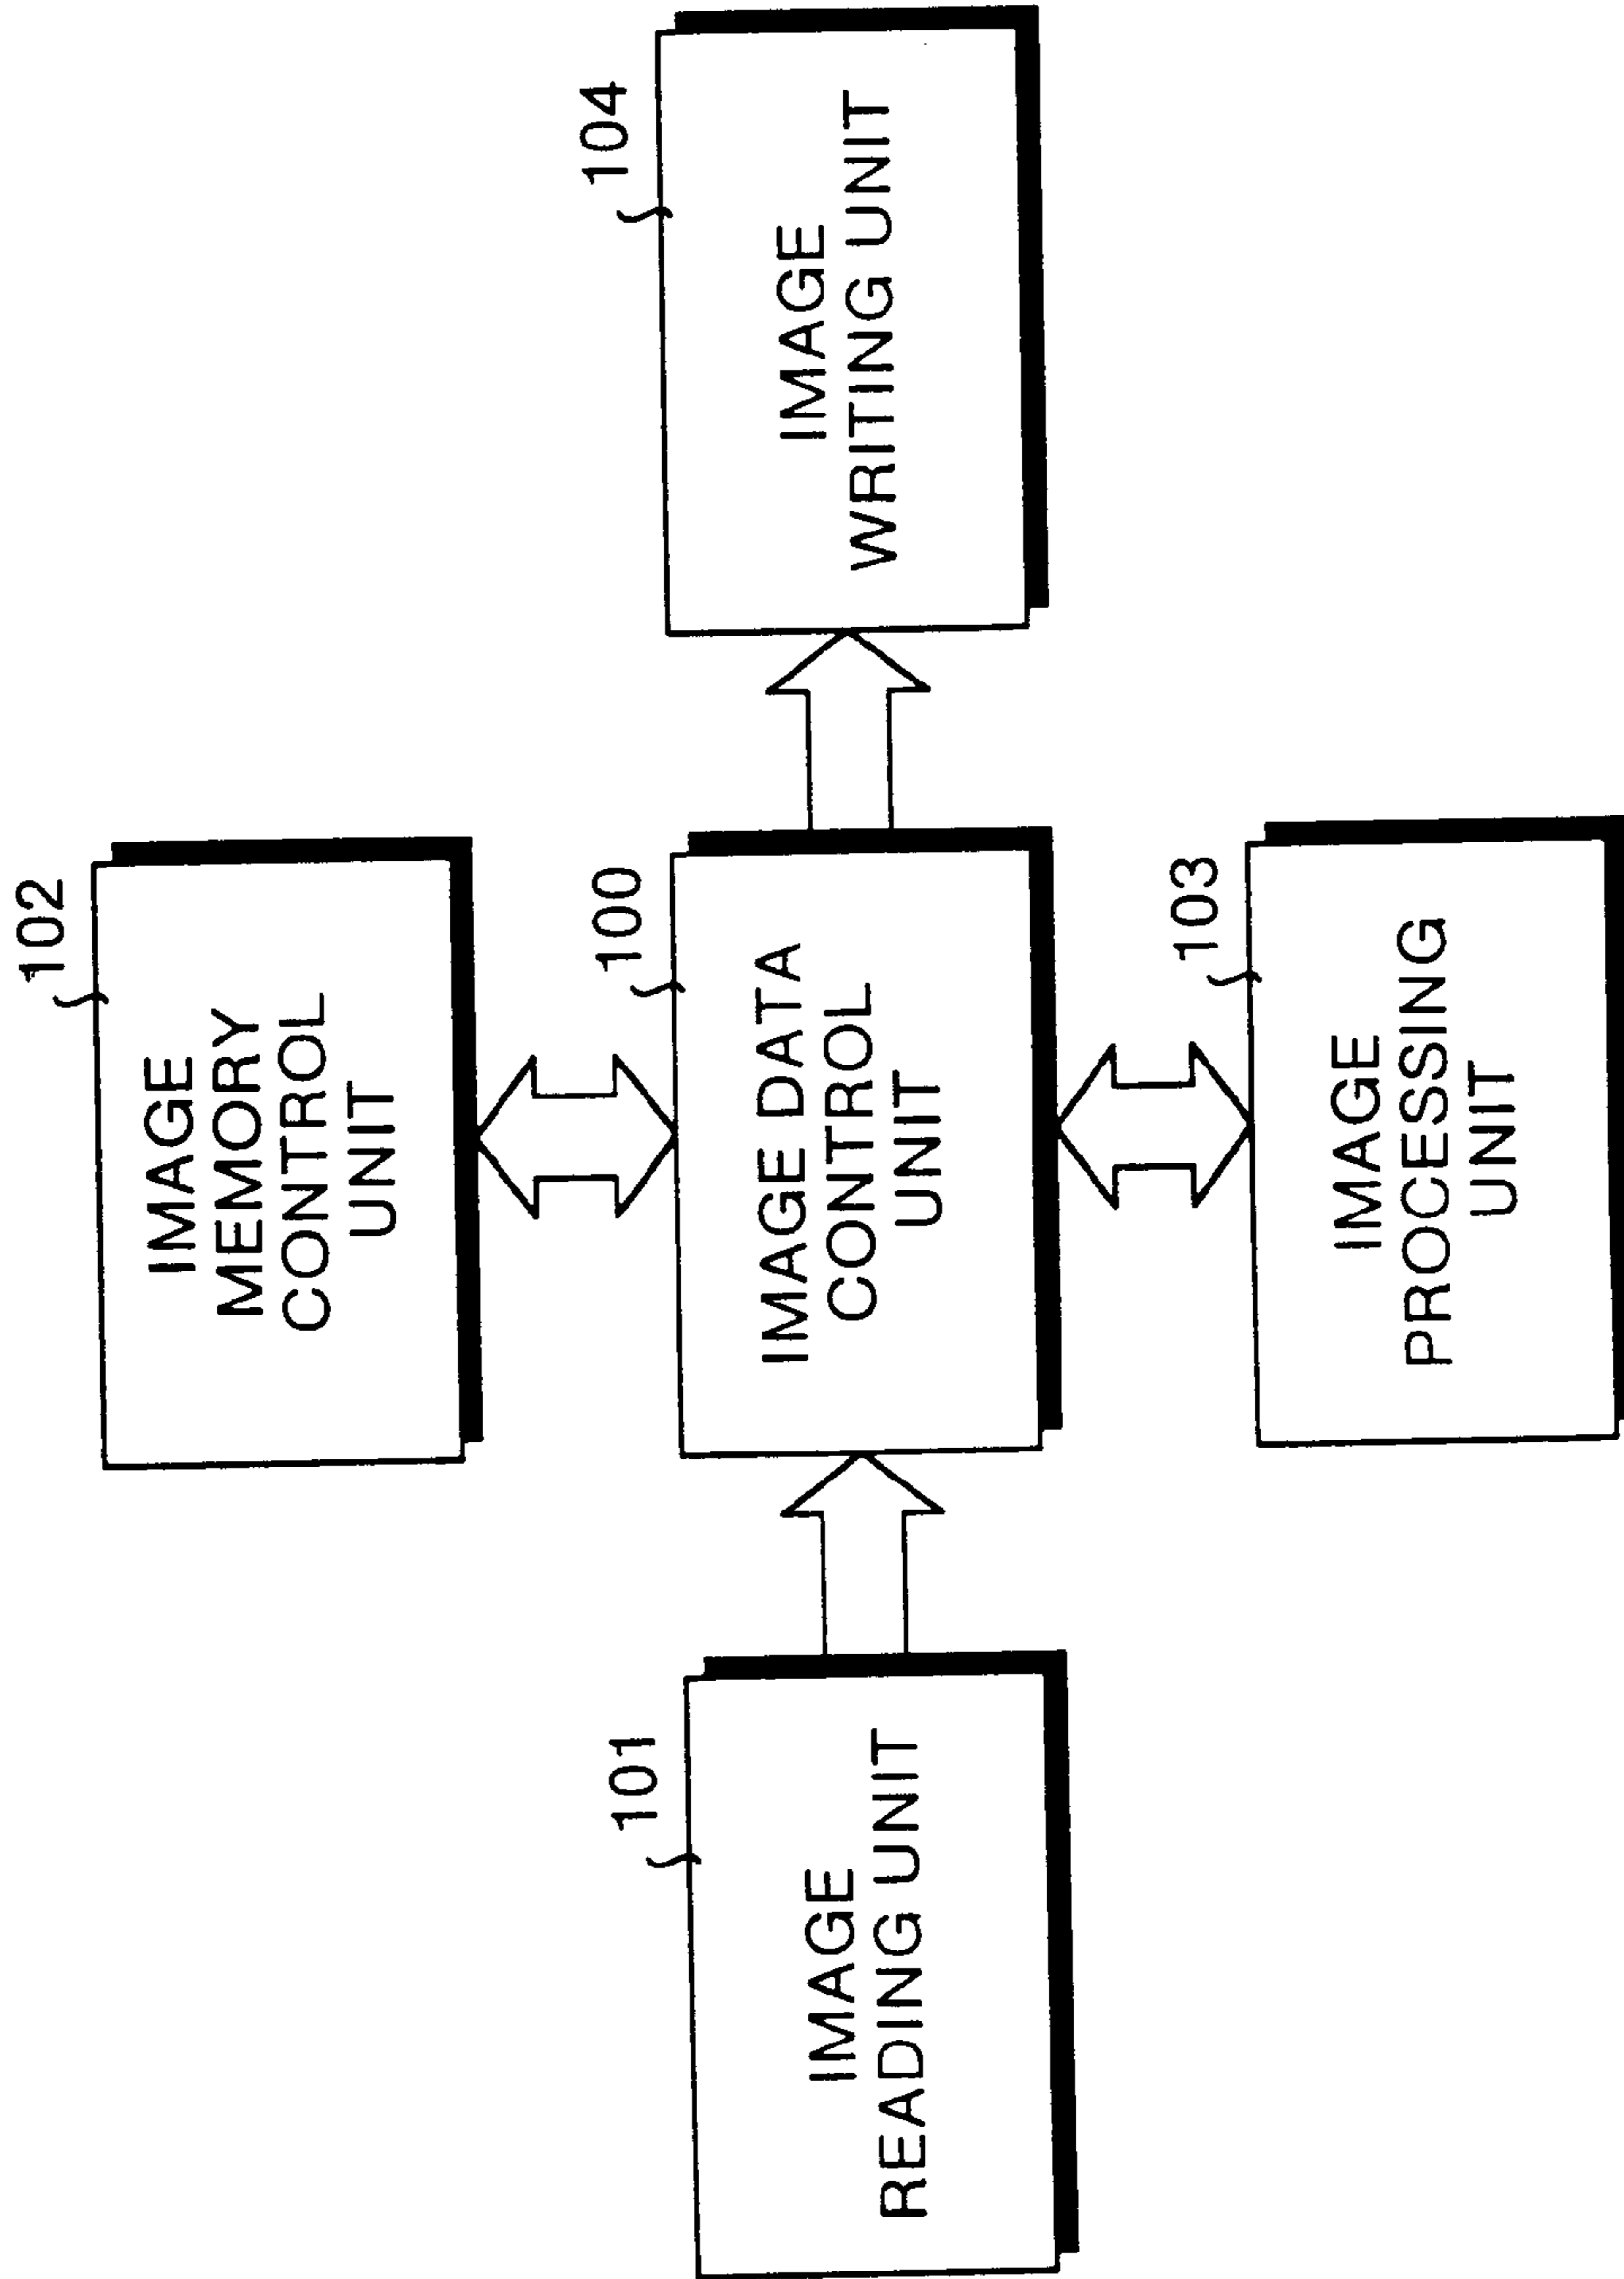 102
IMAGE
MEMORY
CONTROL
UNIT
101
IMAGE
READING UNIT
100
IMAGE DATA
CONTROL
UNIT
104
IMAGE
WRITING UNIT
103
IMAGE
PROCESSING
UNIT